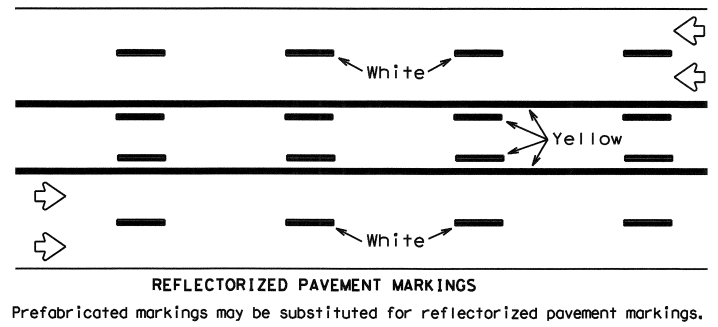 White
Yellow
White
REFLECTORIZED PAVEMENT MARKINGS
Prefabricated markings may be substituted for reflectorized pavement markings.